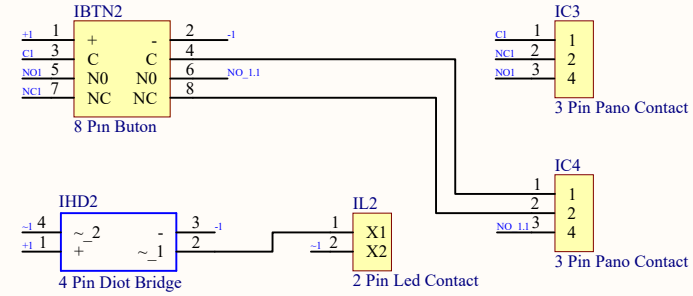 IBTN2
+1 1 + - 2 -1
C1 3 C C 4
NO1 5 N0 N0 6 NO_1.1
NC1 7 NC NC 8
8 Pin Buton
IC3
C1 1 1
NC1 2 2
NO1 3 4
3 Pin Pano Contact
IC4
1 1
2 2
NO_1.1 3 4
3 Pin Pano Contact
IHD2
~1 4 ~_2 - 3 -1
+1 1 + ~_1 2
4 Pin Diot Bridge
IL2
1 X1
~1 2 X2
2 Pin Led Contact